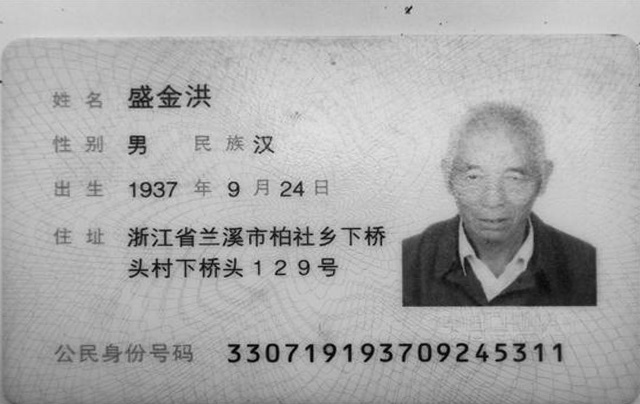 姓名 盛金洪
性别 男 民族 汉
出生 1937 年 9 月 24 日
住址 浙江省兰溪市柏社乡下桥
头村下桥头１２９号
公民身份号码 330719193709245311